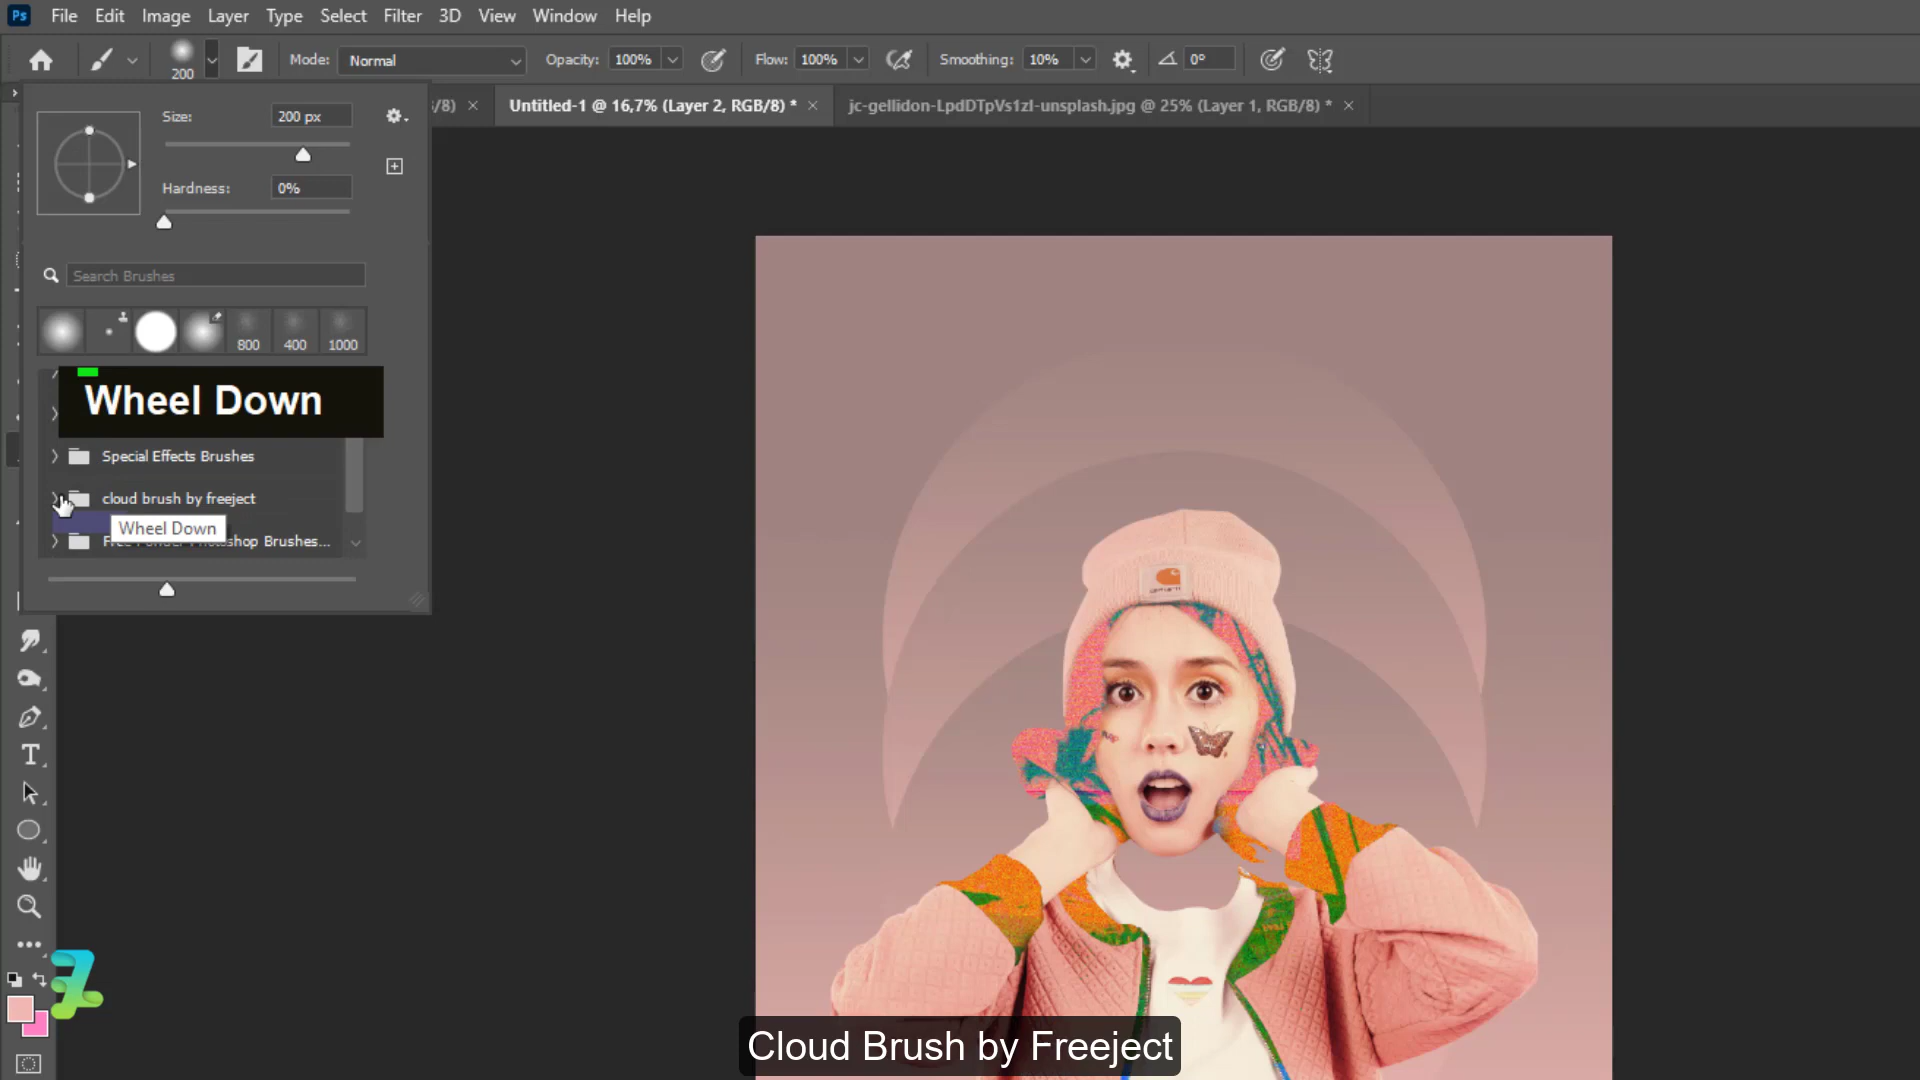 Ps File Edit Image Layer Type Select Filter 3D View Window Help
200 Mode: Normal Opacity: 100% Flow: 100% Smoothing: 10% 0°
/8) × Untitled-1 @ 16,7% (Layer 2, RGB/8) * × jc-gellidon-LpdDTpVs1zI-unsplash.jpg @ 25% (Layer 1, RGB/8) * ×
Size: 200 px
Hardness: 0%
Search Brushes
800 400 1000
Wheel Down
Special Effects Brushes
cloud brush by freeject
Wheel Down
Photoshop Brushes...
T
Cloud Brush by Freeject